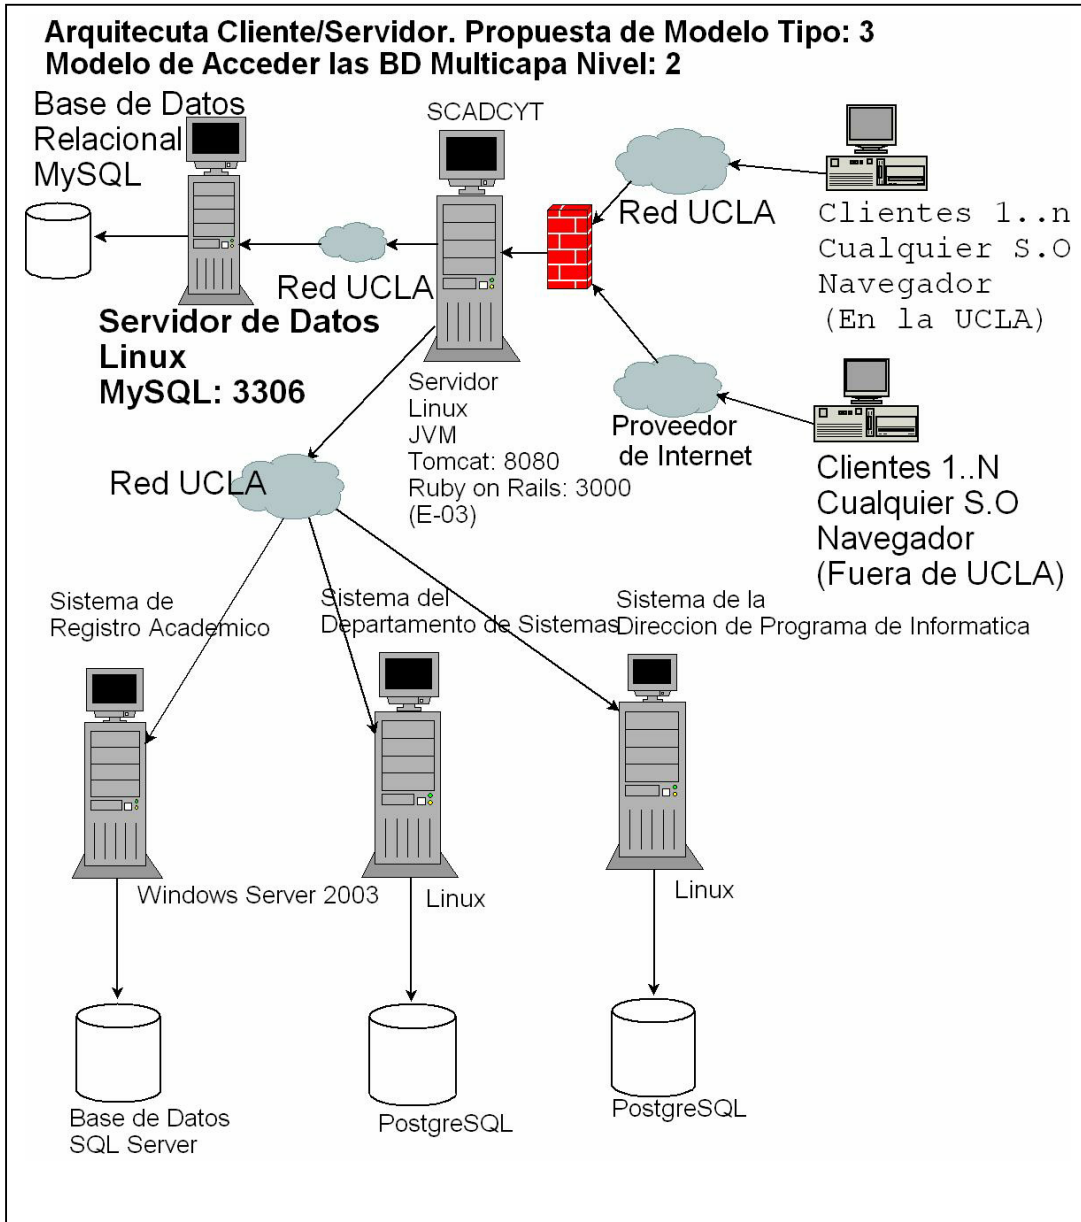 Arquitecuta Cliente/Servidor. Propuesta de Modelo Tipo: 3
Modelo de Acceder las BD Multicapa Nivel: 2
Base de Datos
Relacional
MySQL
SCADCYT
Red UCLA
Clientes 1..n
Cualquier S.O
Navegador
(En la UCLA)
Red UCLA
Servidor de Datos
Linux
MySQL: 3306
Servidor
Linux
JVM
Tomcat: 8080
Ruby on Rails: 3000
(E-03)
Proveedor
de Internet
Clientes 1..N
Cualquier S.O
Navegador
(Fuera de UCLA)
Red UCLA
Sistema de
Registro Academico
Sistema del
Departamento de Sistemas
Sistema de la
Direccion de Programa de Informatica
Windows Server 2003
Linux
Linux
Base de Datos
SQL Server
PostgreSQL
PostgreSQL